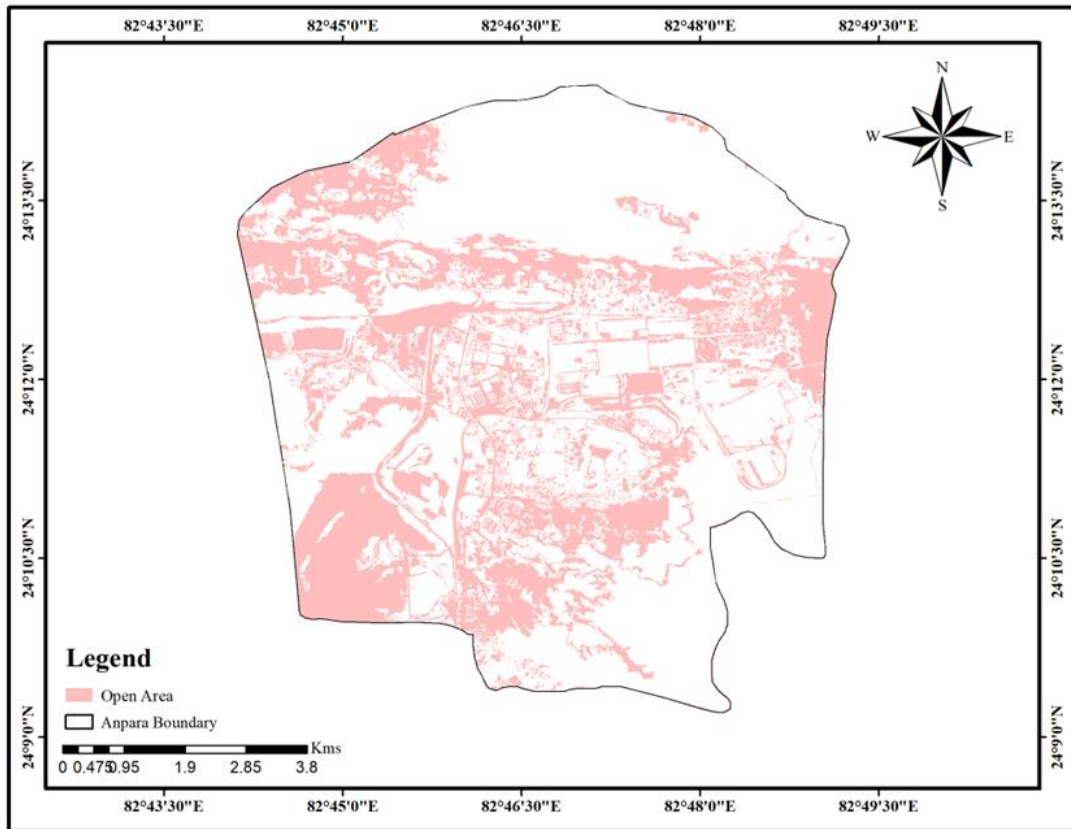 82°43'30"E 82°45'0"E 82°46'30"E 82°48'0"E 82°49'30"E
N
W E
S
24°13'30"N 24°13'30"N
24°12'0"N 24°12'0"N
24°10'30"N 24°10'30"N
24°9'0"N 24°9'0"N
Legend
Open Area
Anpara Boundary
Kms
0 0.475 0.95 1.9 2.85 3.8
82°43'30"E 82°45'0"E 82°46'30"E 82°48'0"E 82°49'30"E